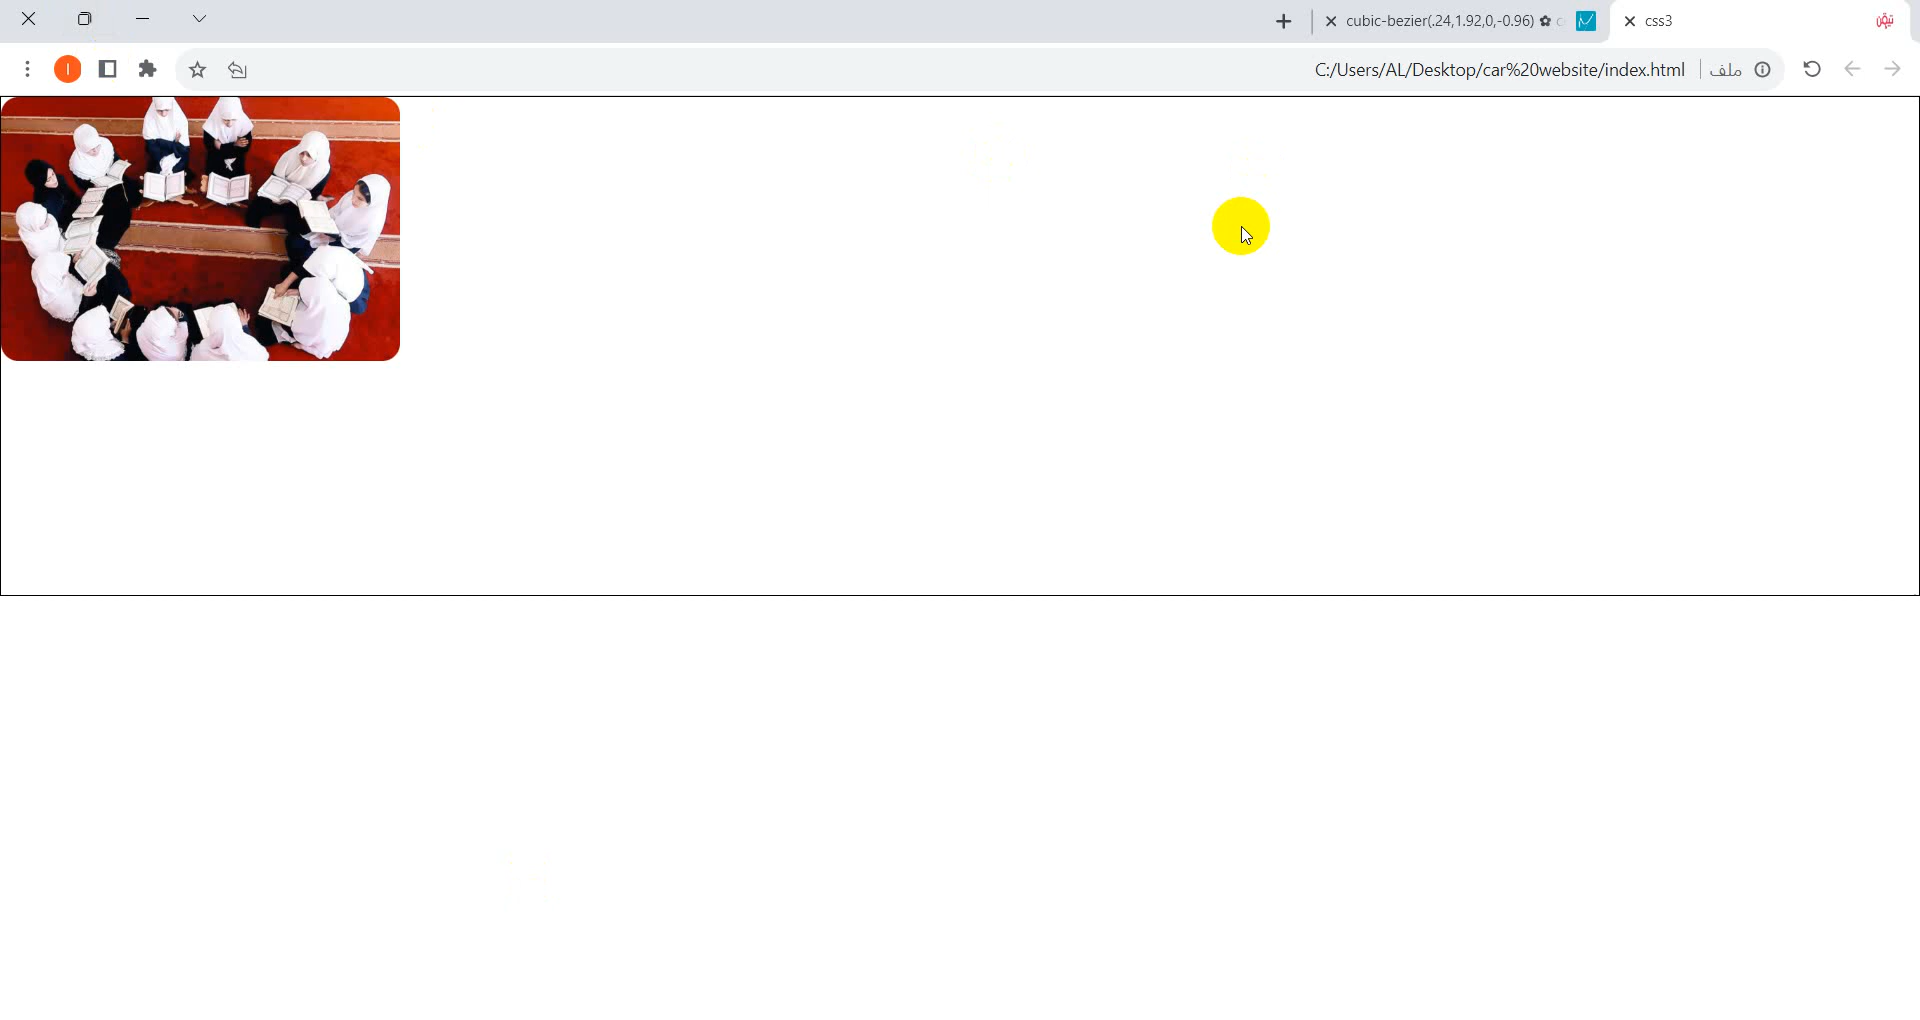 css3
cubic-bezier(.24,1.92,0,-0.96) ✿ c
ملف
C:/Users/AL/Desktop/car%20website/index.html
I